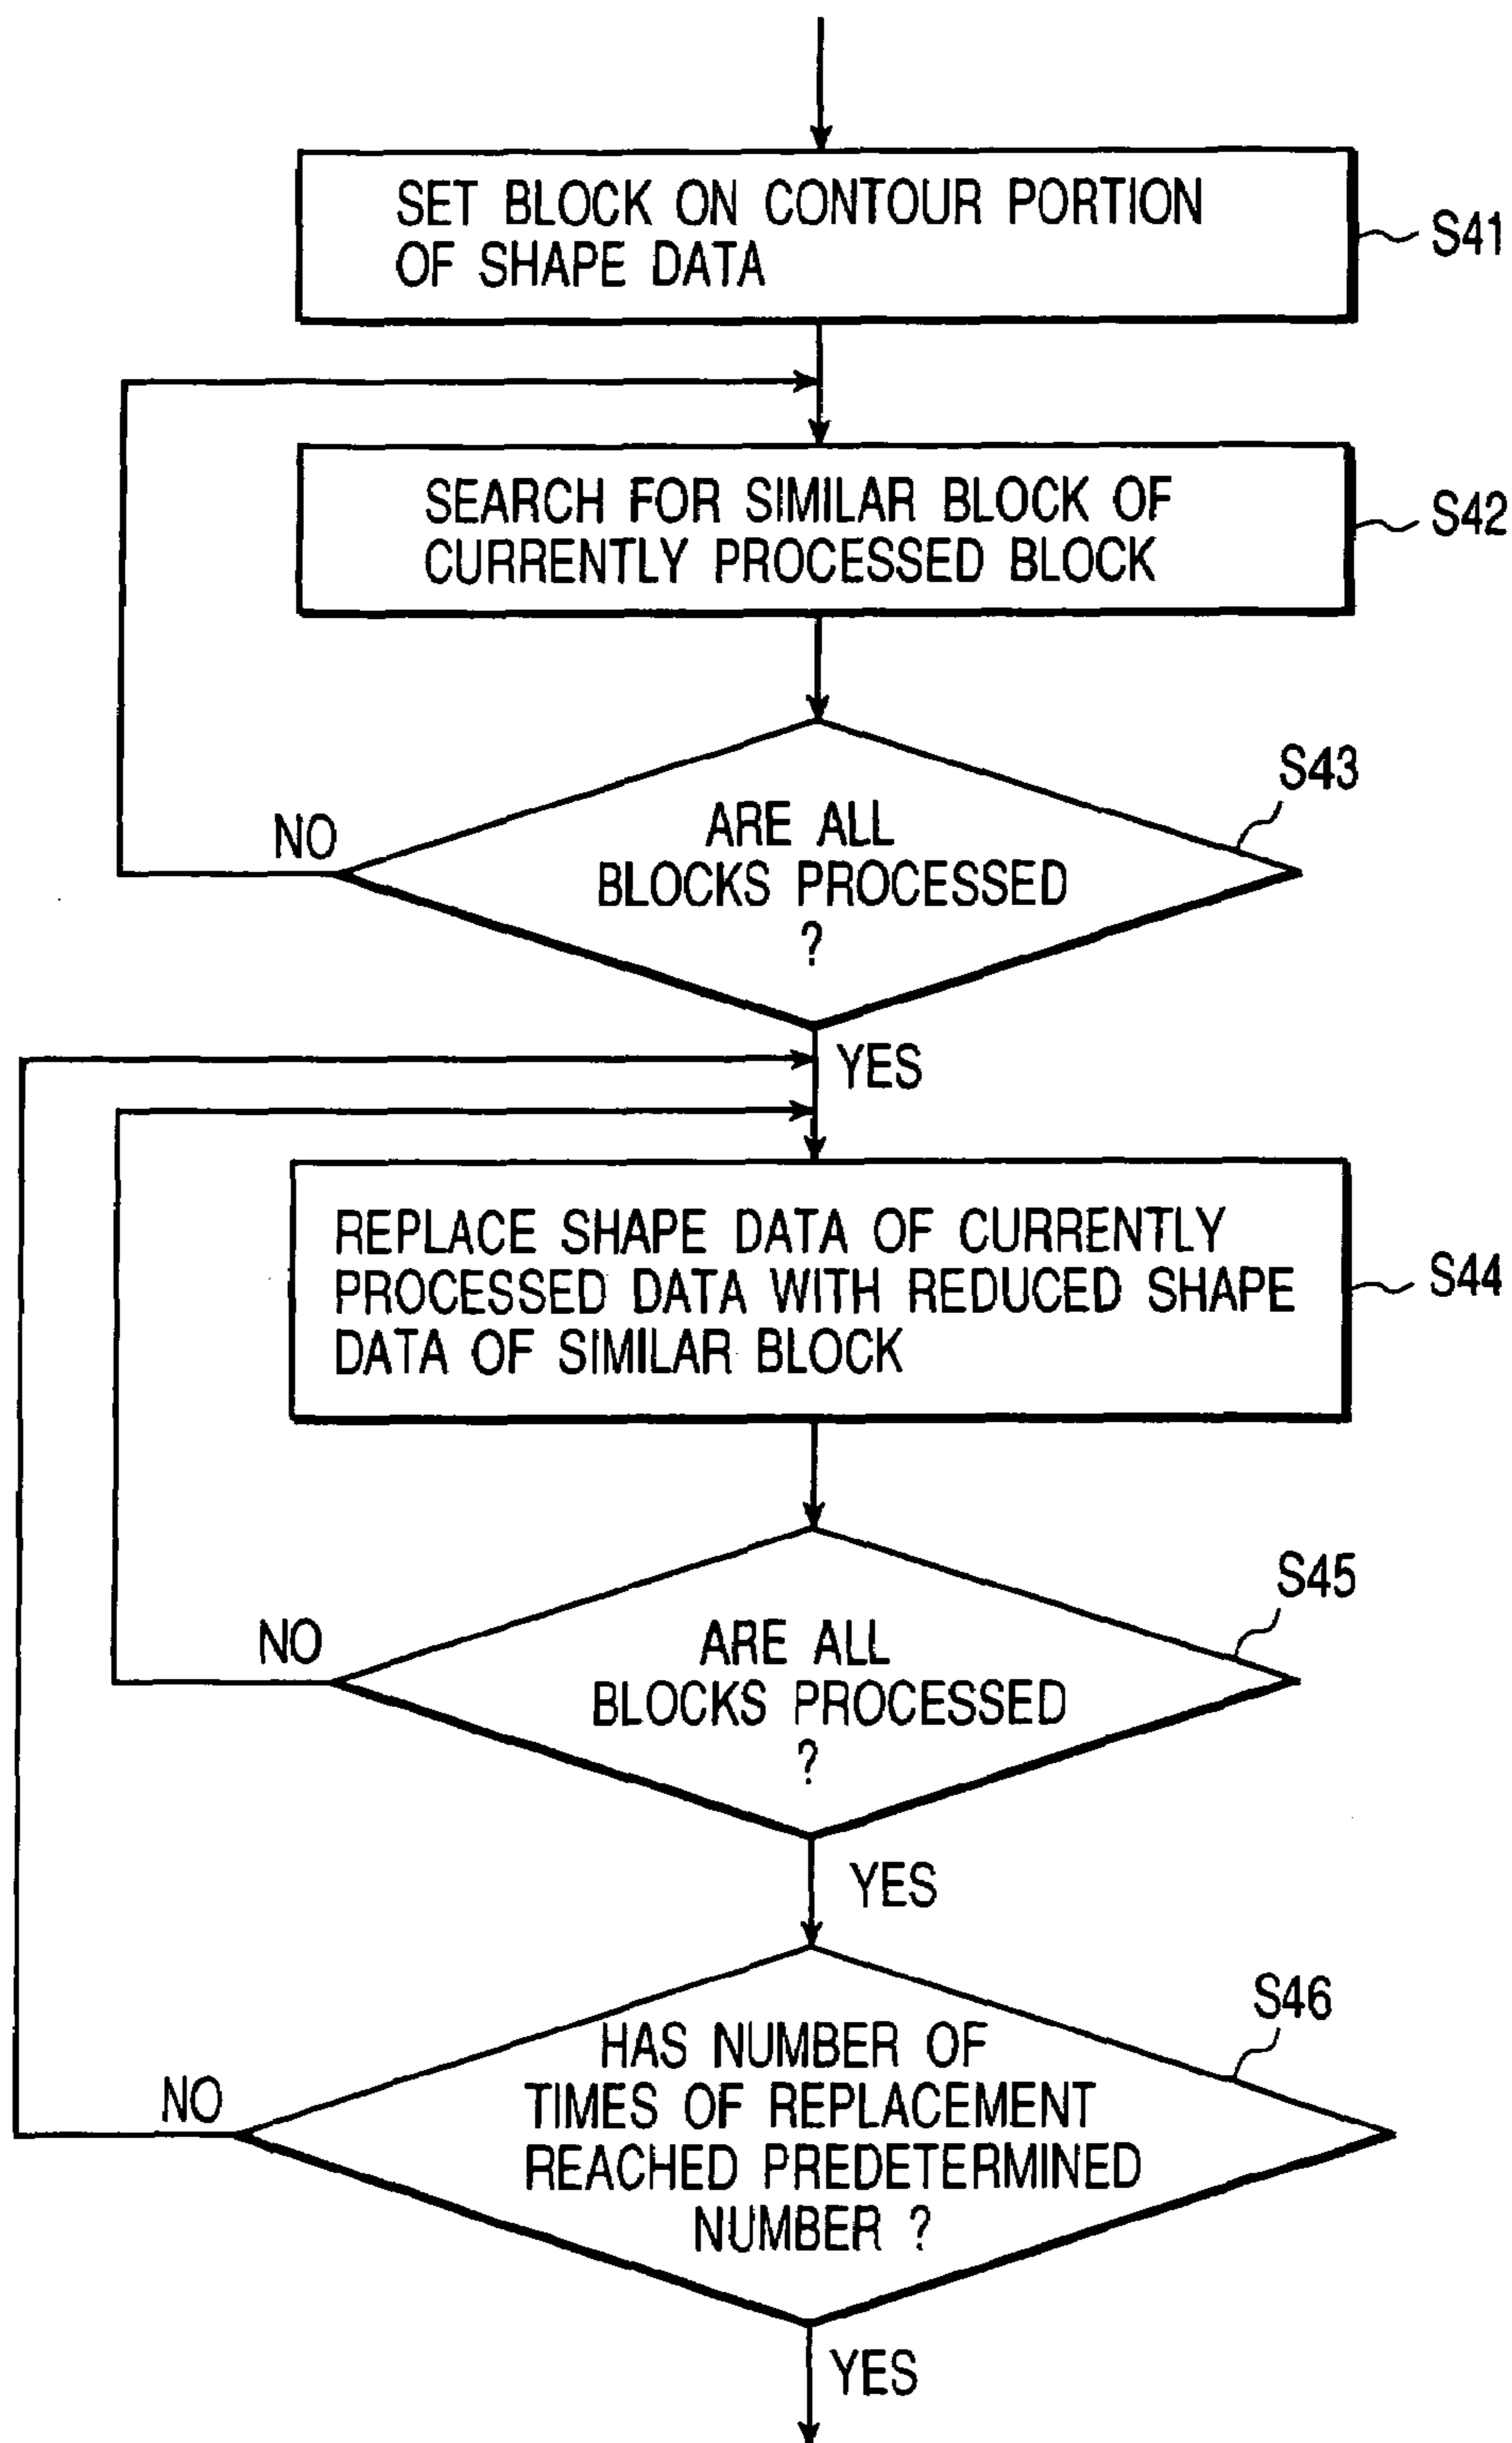 SET BLOCK ON CONTOUR PORTION
OF SHAPE DATA
S41
SEARCH FOR SIMILAR BLOCK OF
CURRENTLY PROCESSED BLOCK
S42
S43
ARE ALL
BLOCKS PROCESSED
?
NO
YES
REPLACE SHAPE DATA OF CURRENTLY
PROCESSED DATA WITH REDUCED SHAPE
DATA OF SIMILAR BLOCK
S44
S45
ARE ALL
BLOCKS PROCESSED
?
NO
YES
S46
HAS NUMBER OF
TIMES OF REPLACEMENT
REACHED PREDETERMINED
NUMBER ?
NO
YES